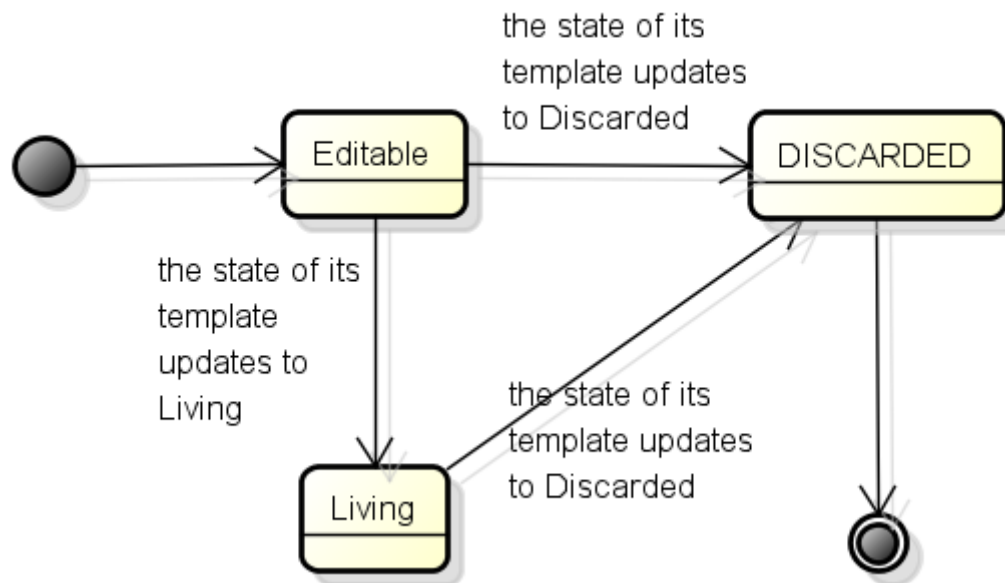 the state of its
template updates
to Discarded
Editable
DISCARDED
the state of its
template
updates to
Living
the state of its
template updates
to Discarded
Living